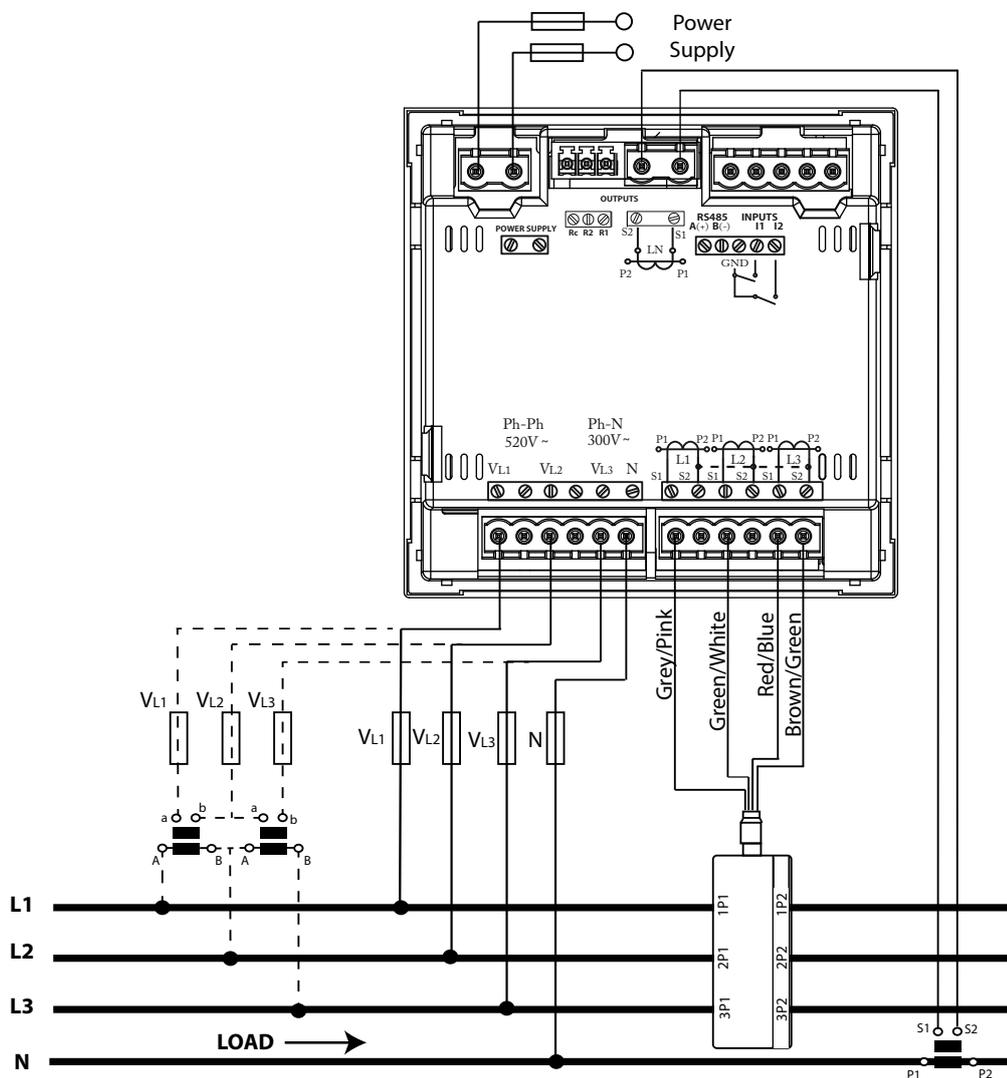 Power
Supply
OUTPUTS
POWER SUPPLY
Rc R2 R1
S2 S1
LN
P2 P1
RS485 INPUTS
A(+) B(-) I1 I2
GND
Ph-Ph Ph-N
520V ~ 300V ~
P1 P2 P1 P2 P1 P2
L1 L2 L3
VL1 VL2 VL3 N
S1 S2 S1 S2 S1 S2
Grey/Pink
Green/White
Red/Blue
Brown/Green
VL1 VL2 VL3
VL1 VL2 VL3 N
a b a b
A B A B
L1 1P1 1P2
L2 2P1 2P2
L3 3P1 3P2
S1 S2
LOAD
N
P1 P2